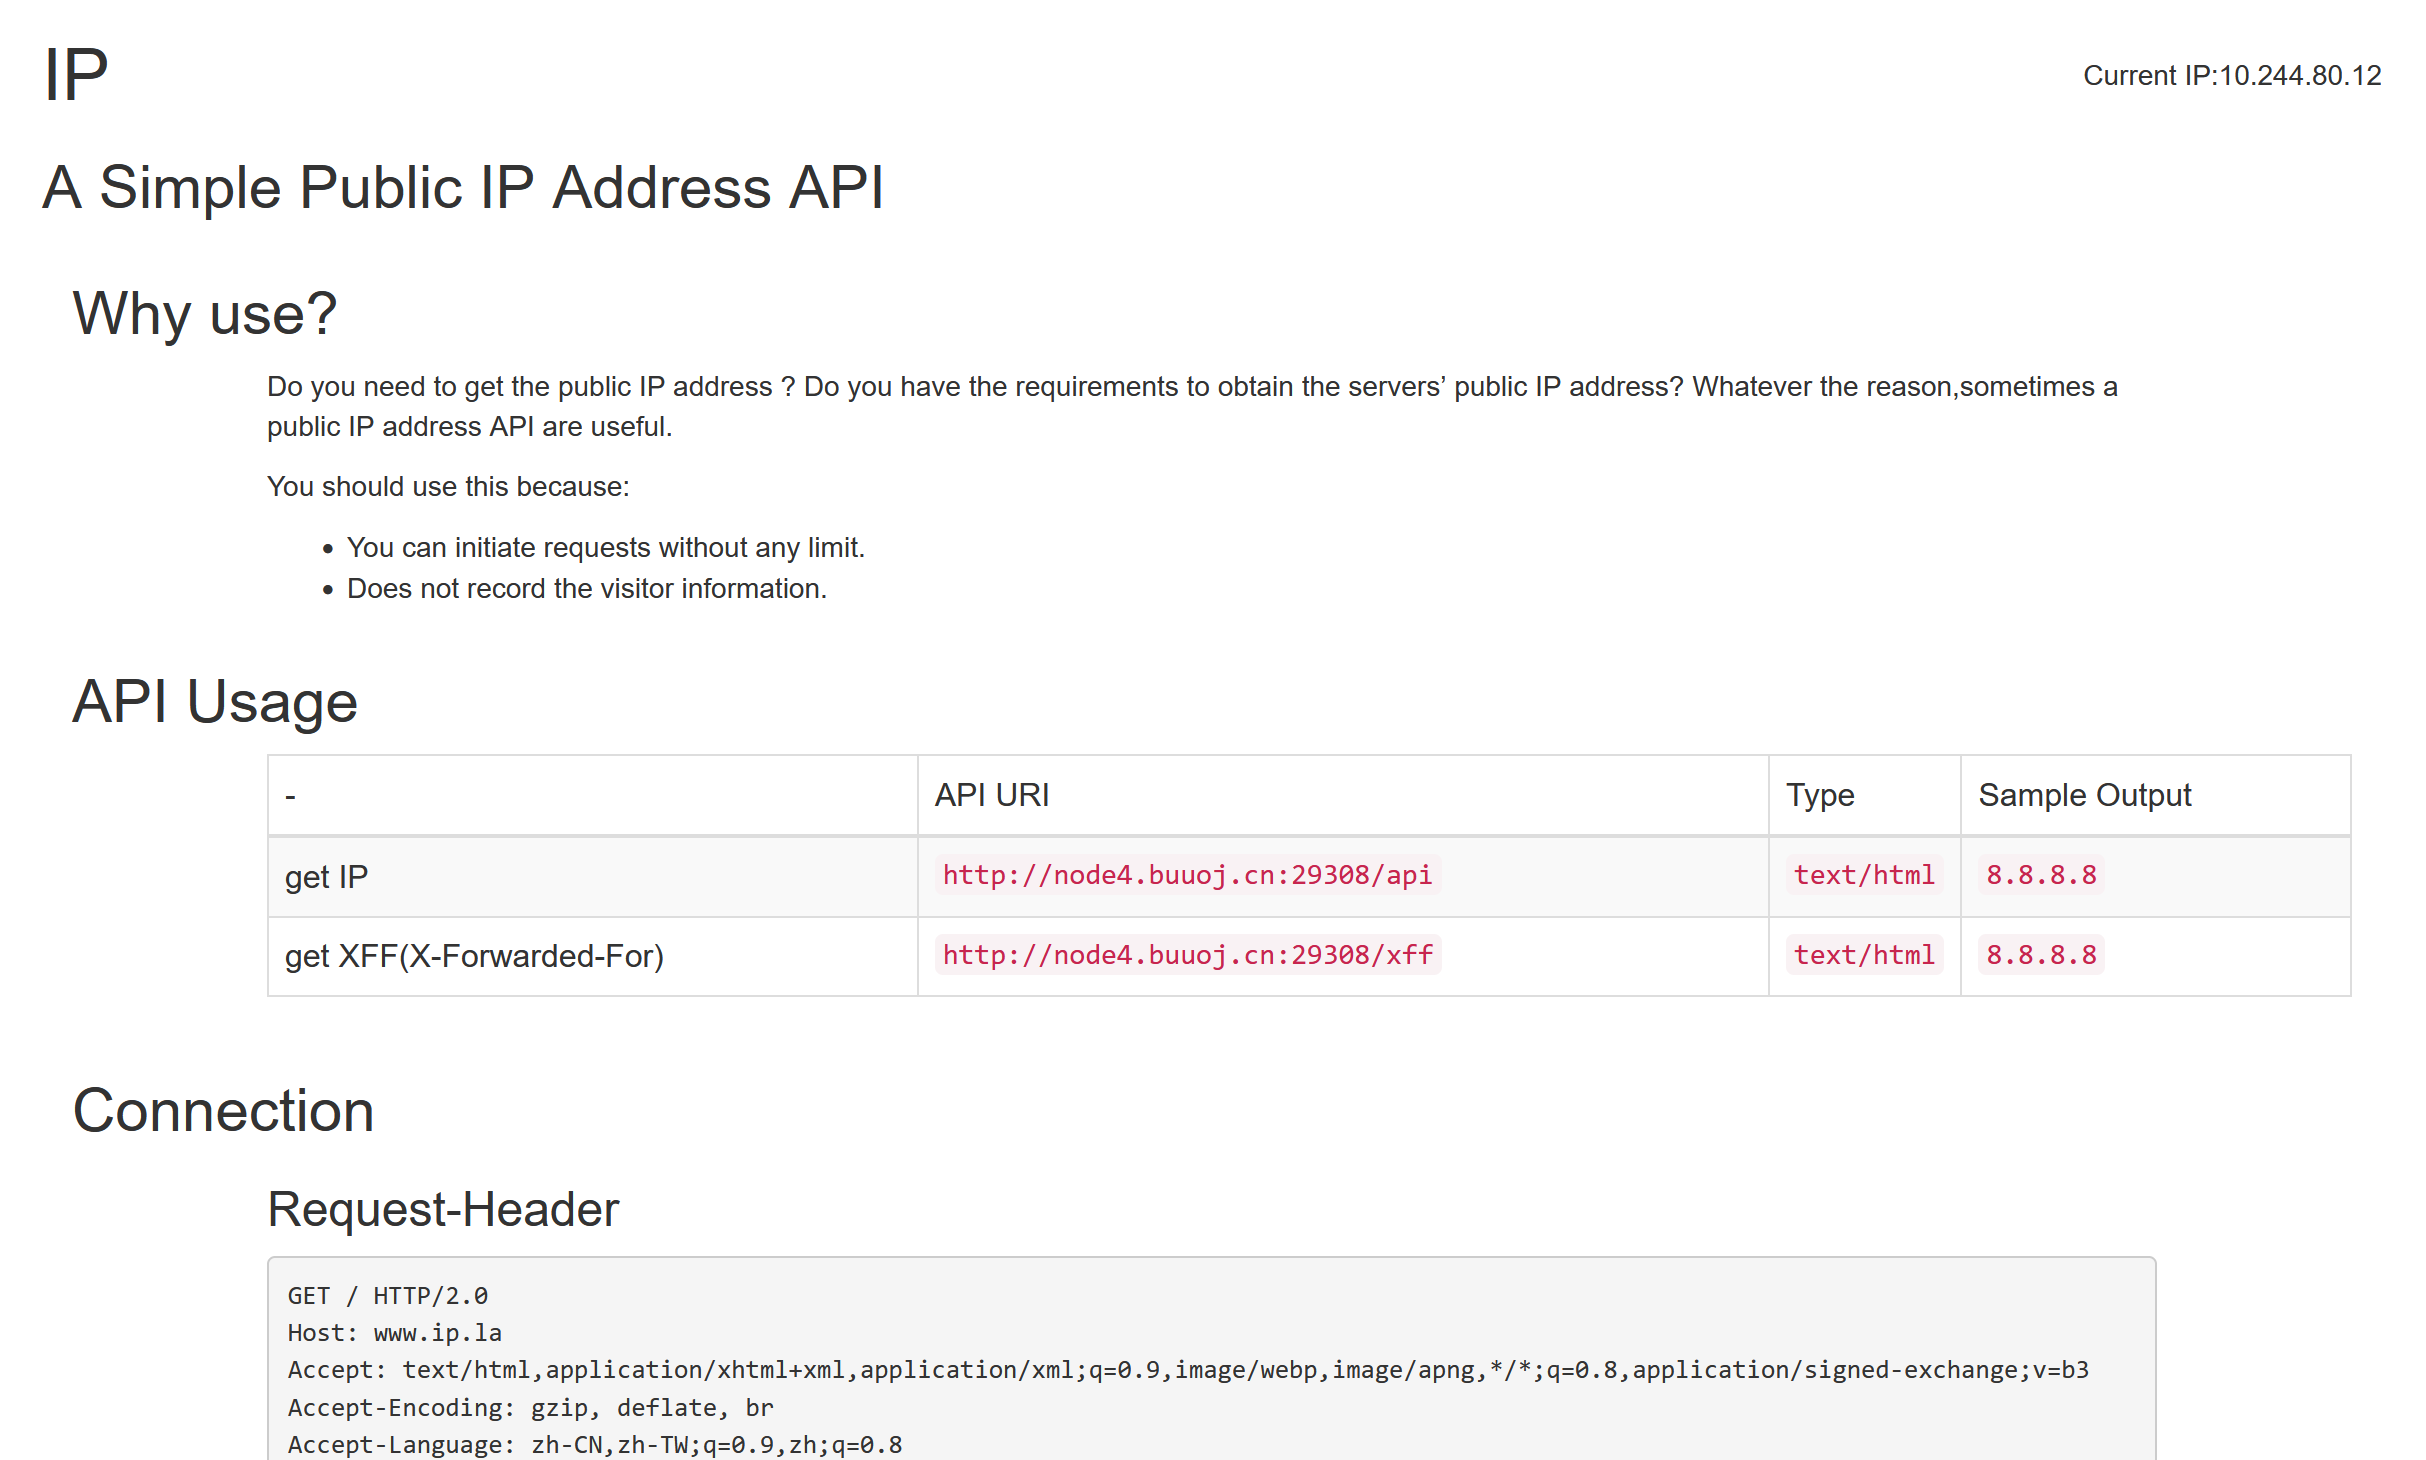 IP
Current IP:10.244.80.12
A Simple Public IP Address API
Why use?
Do you need to get the public IP address ? Do you have the requirements to obtain the servers’ public IP address? Whatever the reason,sometimes a
public IP address API are useful.
You should use this because:
• You can initiate requests without any limit.
• Does not record the visitor information.
API Usage
- API URI Type Sample Output
get IP http://node4.buuoj.cn:29308/api text/html 8.8.8.8
get XFF(X-Forwarded-For) http://node4.buuoj.cn:29308/xff text/html 8.8.8.8
Connection
Request-Header
GET / HTTP/2.0
Host: www.ip.la
Accept: text/html,application/xhtml+xml,application/xml;q=0.9,image/webp,image/apng,*/*;q=0.8,application/signed-exchange;v=b3
Accept-Encoding: gzip, deflate, br
Accept-Language: zh-CN,zh-TW;q=0.9,zh;q=0.8